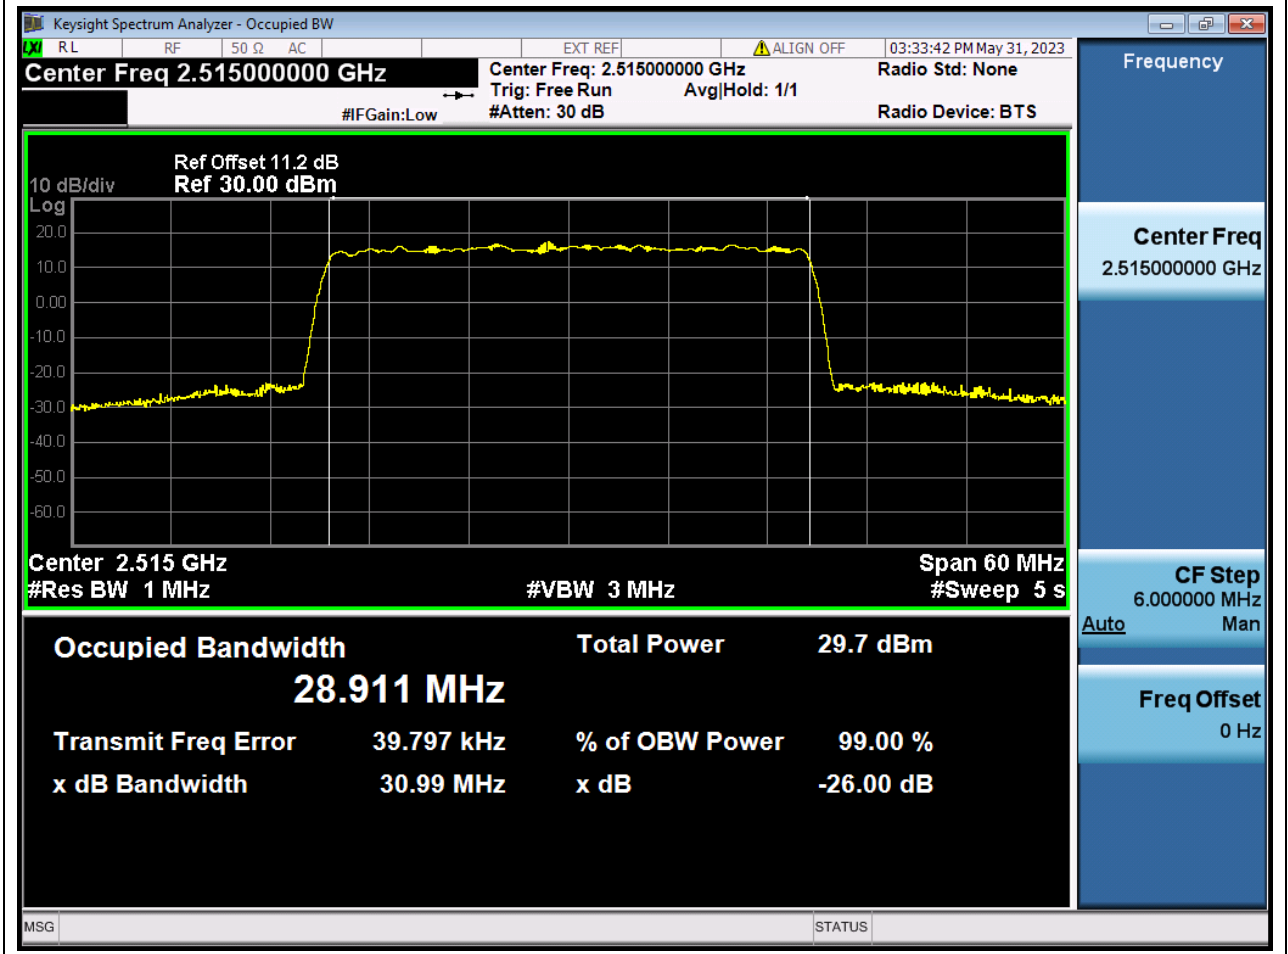 Keysight Spectrum Analyzer - Occupied BW
LXI RL RF 50 Ω AC EXT REF ALIGN OFF 03:33:42 PM May 31, 2023
Center Freq 2.515000000 GHz
#IFGain:Low
Center Freq: 2.515000000 GHz
Trig: Free Run Avg|Hold: 1/1
#Atten: 30 dB
Radio Std: None
Radio Device: BTS
Ref Offset 11.2 dB
10 dB/div Ref 30.00 dBm
Log
20.0
10.0
0.00
-10.0
-20.0
-30.0
-40.0
-50.0
-60.0
Center 2.515 GHz Span 60 MHz
#Res BW 1 MHz #VBW 3 MHz #Sweep 5 s
Occupied Bandwidth Total Power 29.7 dBm
28.911 MHz
Transmit Freq Error 39.797 kHz % of OBW Power 99.00 %
x dB Bandwidth 30.99 MHz x dB -26.00 dB
MSG STATUS
Frequency
Center Freq
2.515000000 GHz
CF Step
6.000000 MHz
Auto Man
Freq Offset
0 Hz